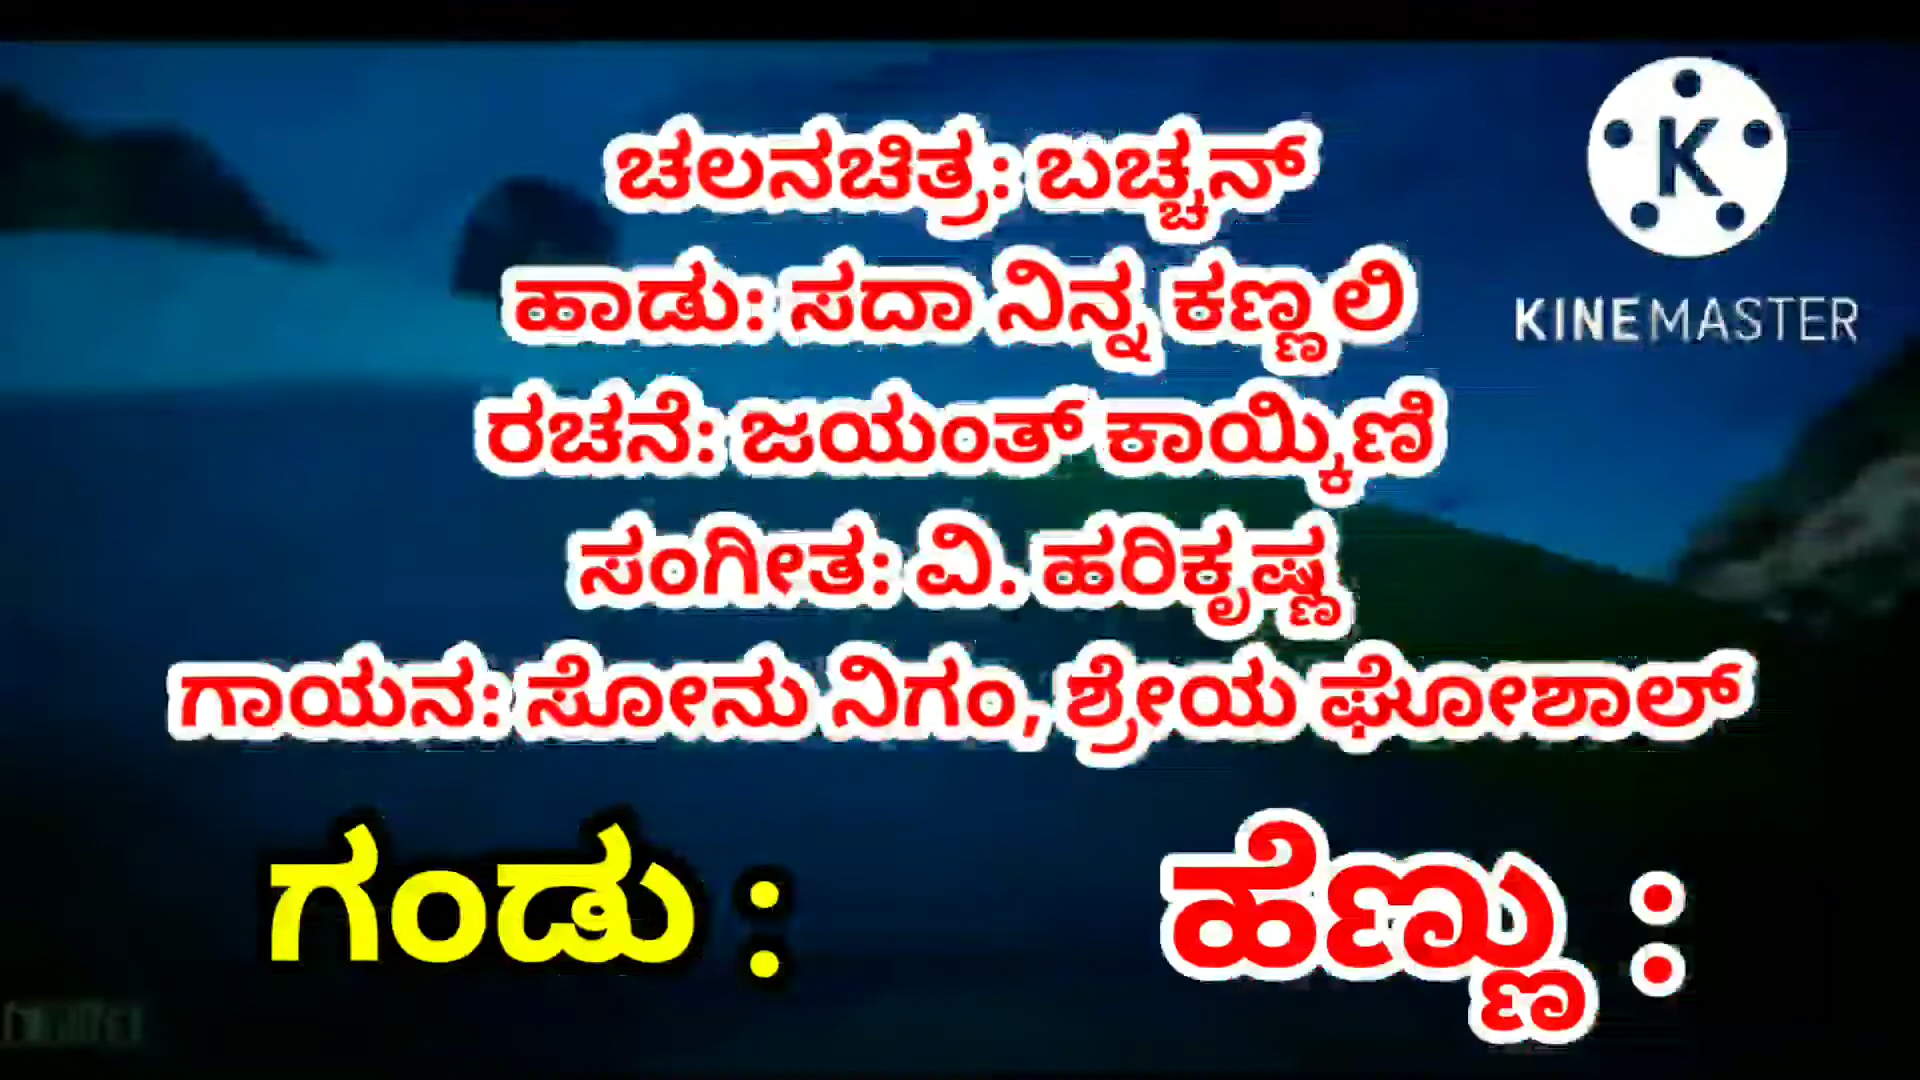 ಚಲನಚಿತ್ರ: ಬಚ್ಚನ್
ಹಾಡು: ಸದಾ ನಿನ್ನ ಕಣ್ಣಲಿ
ರಚನೆ: ಜಯಂತ್ ಕಾಯ್ಕಿಣಿ
ಸಂಗೀತ: ವಿ. ಹರಿಕೃಷ್ಣ
ಗಾಯನ: ಸೋನು ನಿಗಂ, ಶ್ರೇಯ ಘೋಶಾಲ್
ಗಂಡು : ಹೆಣ್ಣು :
K
KINEMASTER